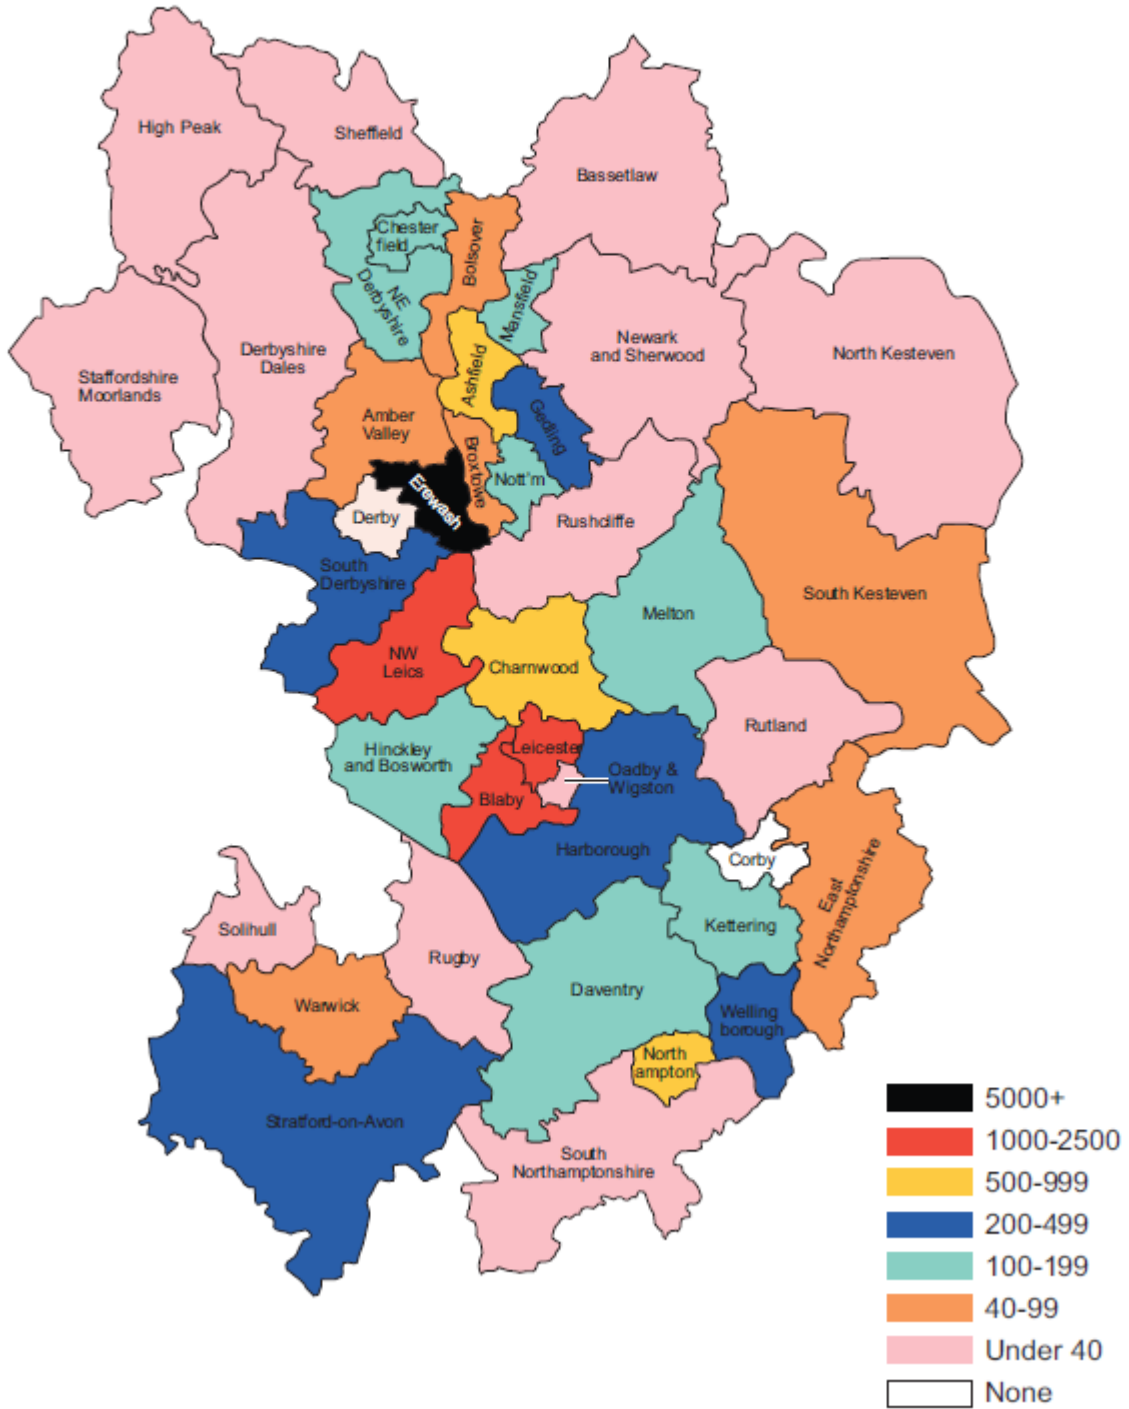 High Peak
Sheffield
Bassetlaw
Chester
field
Bolsover
NE
Derbyshire
Mansfield
Newark
and Sherwood
North Kesteven
Derbyshire
Dales
Staffordshire
Moorlands
Ashfield
Gedling
Amber
Valley
Broxtowe
Nott'm
Erewash
Derby
Rushcliffe
South
Derbyshire
South Kesteven
Melton
NW
Leics
Charnwood
Rutland
Hinckley
and Bosworth
Leicester
Oadby &
Wigston
Blaby
Harborough
Corby
East
Northamptonshire
Kettering
Solihull
Rugby
Warwick
Daventry
Welling
borough
North
ampton
Stratford-on-Avon
South
Northamptonshire
5000+
1000-2500
500-999
200-499
100-199
40-99
Under 40
None